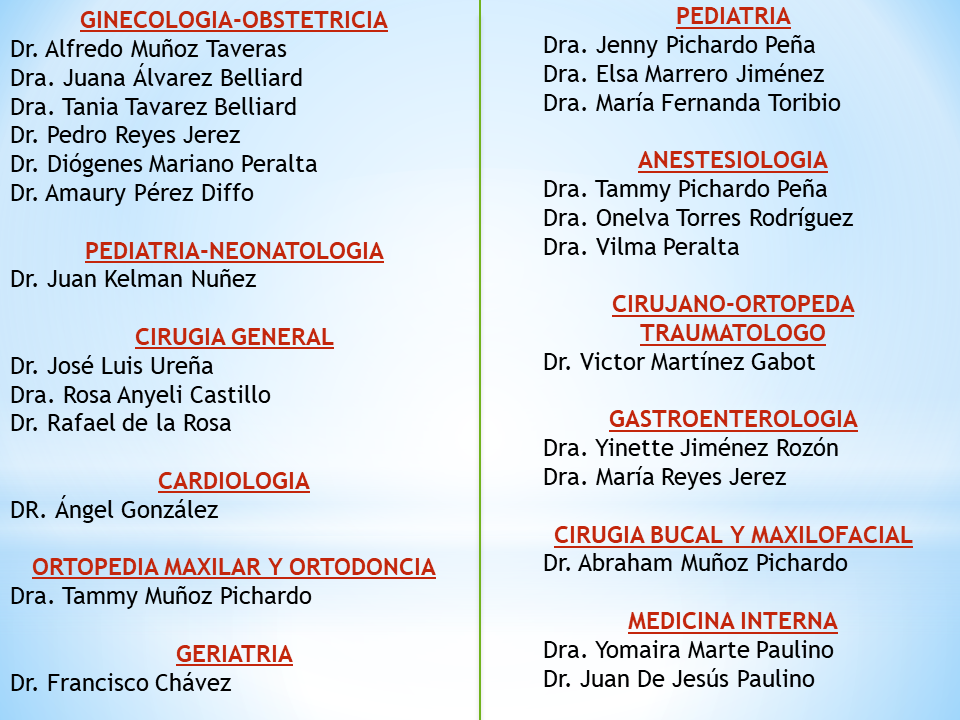 GINECOLOGIA-OBSTETRICIA
Dr. Alfredo Muñoz Taveras
Dra. Juana Álvarez Belliard
Dra. Tania Tavarez Belliard
Dr. Pedro Reyes Jerez
Dr. Diógenes Mariano Peralta
Dr. Amaury Pérez Diffo
PEDIATRIA-NEONATOLOGIA
Dr. Juan Kelman Nuñez
CIRUGIA GENERAL
Dr. José Luis Ureña
Dra. Rosa Anyeli Castillo
Dr. Rafael de la Rosa
CARDIOLOGIA
DR. Ángel González
ORTOPEDIA MAXILAR Y ORTODONCIA
Dra. Tammy Muñoz Pichardo
GERIATRIA
Dr. Francisco Chávez
PEDIATRIA
Dra. Jenny Pichardo Peña
Dra. Elsa Marrero Jiménez
Dra. María Fernanda Toribio
ANESTESIOLOGIA
Dra. Tammy Pichardo Peña
Dra. Onelva Torres Rodríguez
Dra. Vilma Peralta
CIRUJANO-ORTOPEDA
TRAUMATOLOGO
Dr. Victor Martínez Gabot
GASTROENTEROLOGIA
Dra. Yinette Jiménez Rozón
Dra. María Reyes Jerez
CIRUGIA BUCAL Y MAXILOFACIAL
Dr. Abraham Muñoz Pichardo
MEDICINA INTERNA
Dra. Yomaira Marte Paulino
Dr. Juan De Jesús Paulino